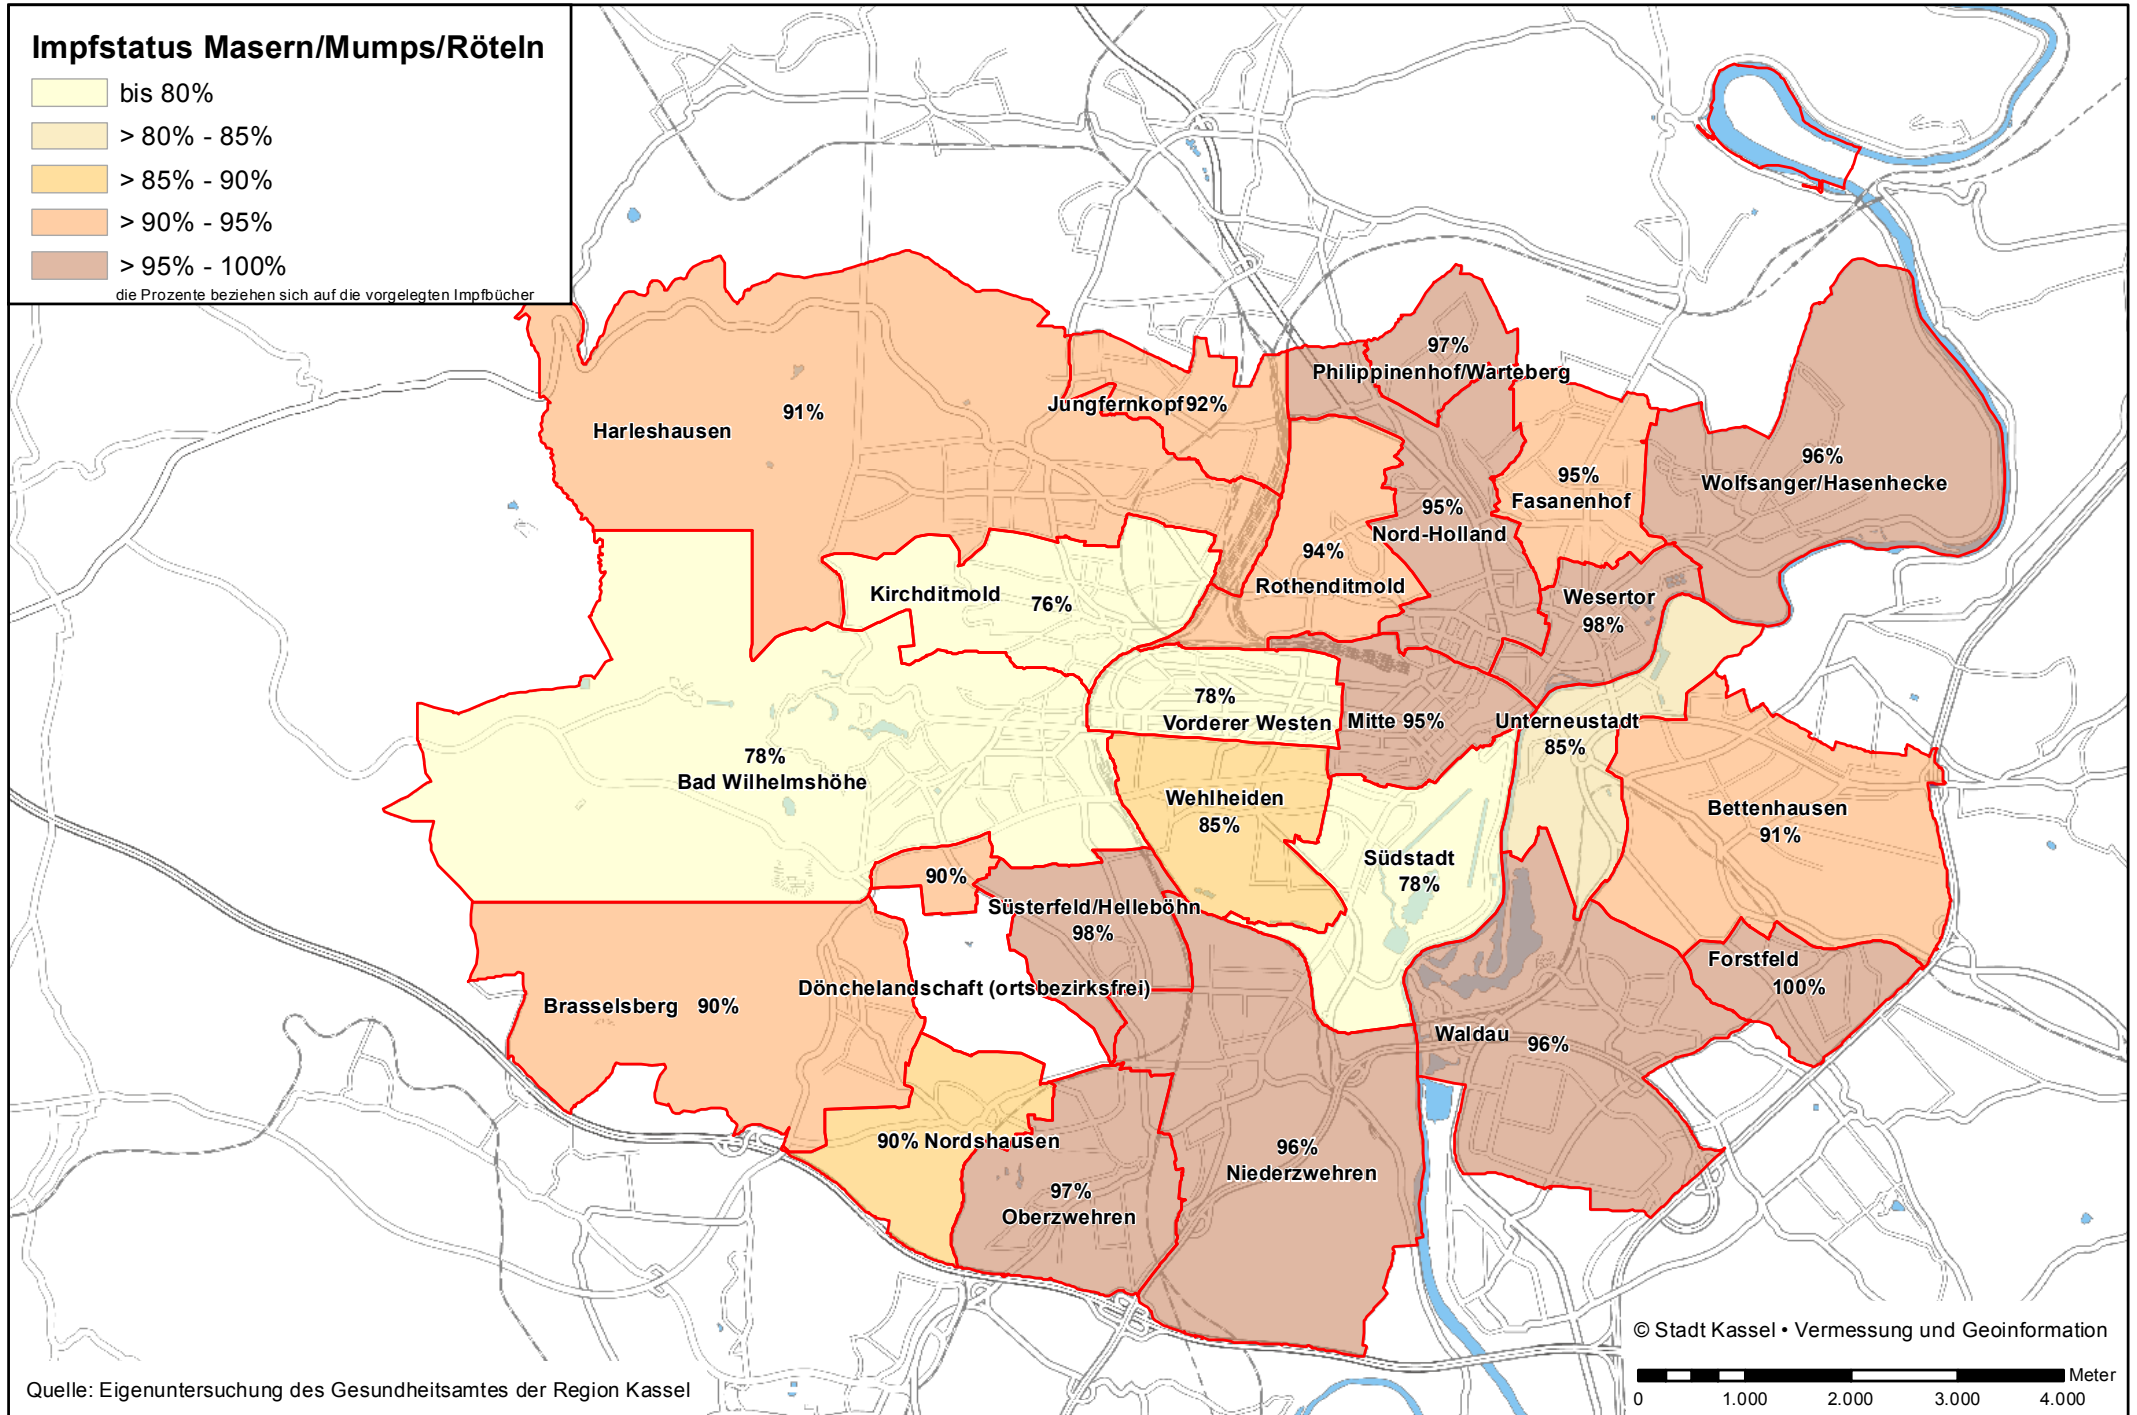 Impfstatus Masern/Mumps/Röteln
bis 80%
> 80% - 85%
> 85% - 90%
> 90% - 95%
> 95% - 100%
die Prozente beziehen sich auf die vorgelegten Impfbücher
97%
Philippinenhof/Warteberg
Jungfernkopf 92%
91%
Harleshausen
96%
Wolfsanger/Hasenhecke
95%
Fasanenhof
95%
Nord-Holland
94%
Rothenditmold
Kirchditmold 76%
Wesertor
98%
78%
Vorderer Westen
Mitte 95%
Unterneustadt
85%
78%
Bad Wilhelmshöhe
Wehlheiden
85%
Bettenhausen
91%
Südstadt
78%
90%
Süsterfeld/Helleböhn
98%
Forstfeld
100%
Dönchelandschaft (ortsbezirksfrei)
Brasselsberg 90%
Waldau 96%
90% Nordshausen
96%
Niederzwehren
97%
Oberzwehren
© Stadt Kassel • Vermessung und Geoinformation
Meter
0 1.000 2.000 3.000 4.000
Quelle: Eigenuntersuchung des Gesundheitsamtes der Region Kassel